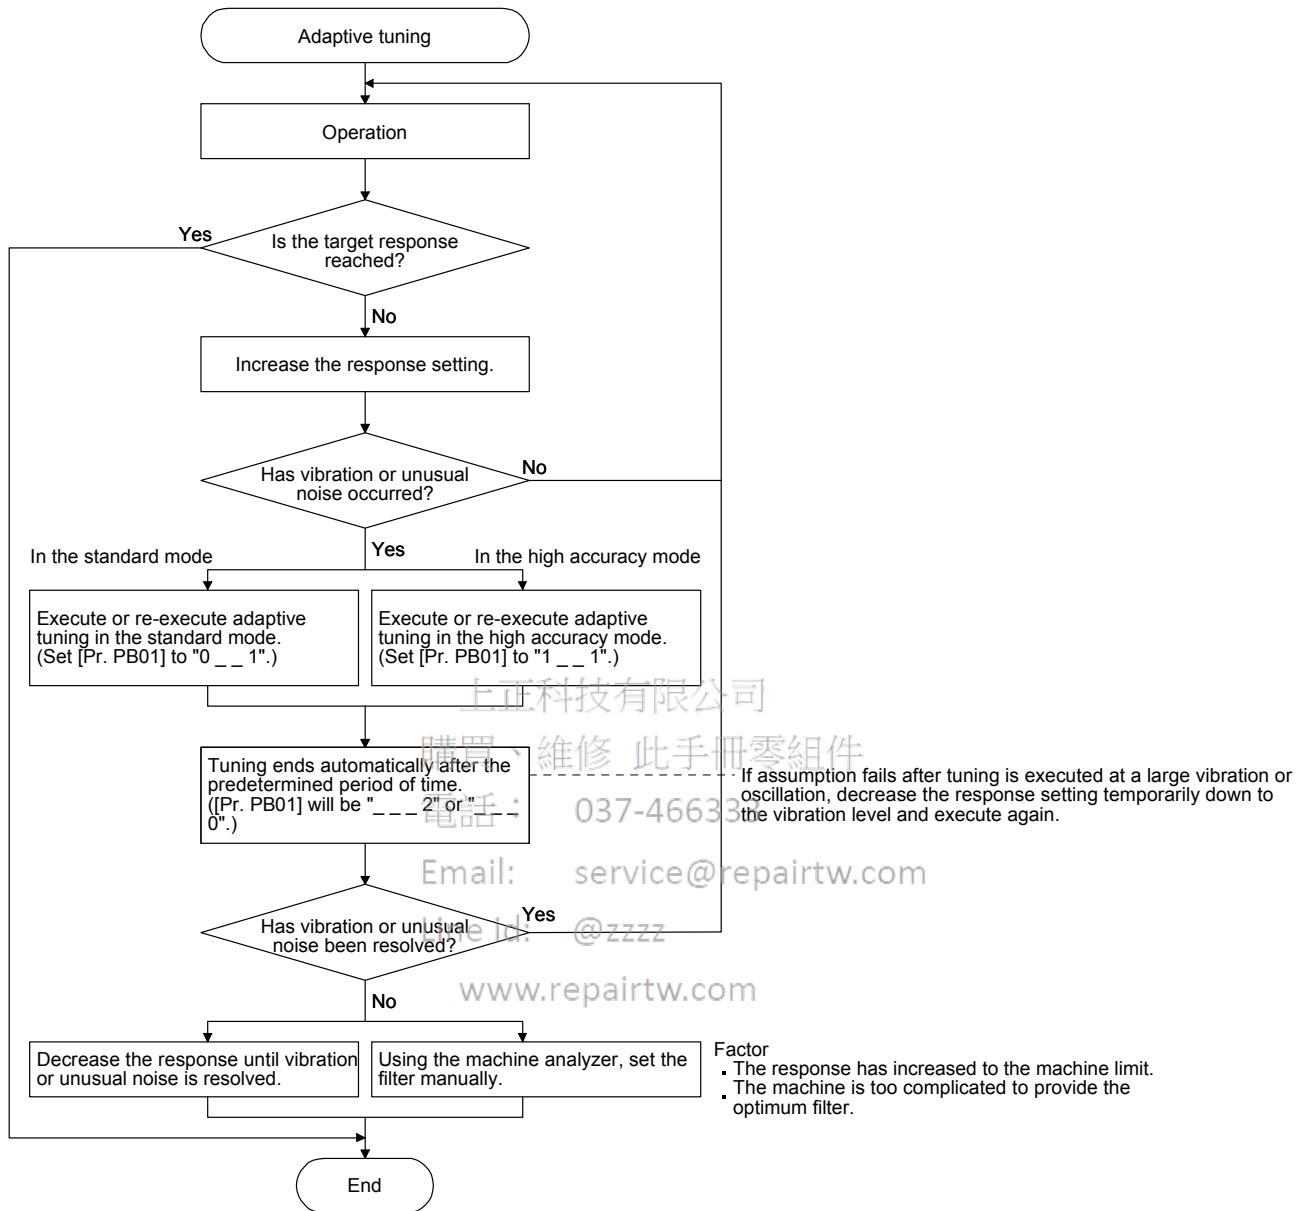 Adaptive tuning
Operation
Yes
Is the target response
reached?
No
Increase the response setting.
Has vibration or unusual
noise occurred?
No
Yes
In the standard mode
In the high accuracy mode
Execute or re-execute adaptive
tuning in the standard mode.
(Set [Pr. PB01] to "0 _ _ 1".)
Execute or re-execute adaptive
tuning in the high accuracy mode.
(Set [Pr. PB01] to "1 _ _ 1".)
上正科技有限公司
購買、維修 此手冊零組件
Tuning ends automatically after the
predetermined period of time.
([Pr. PB01] will be "_ _ _ 2" or "_ _ _
0".)
If assumption fails after tuning is executed at a large vibration or
oscillation, decrease the response setting temporarily down to
the vibration level and execute again.
電話: 037-466333
Email: service@repairtw.com
Has vibration or unusual
noise been resolved?
Yes
Line id: @zzzz
www.repairtw.com
No
Decrease the response until vibration
or unusual noise is resolved.
Using the machine analyzer, set the
filter manually.
Factor
. The response has increased to the machine limit.
. The machine is too complicated to provide the
optimum filter.
End